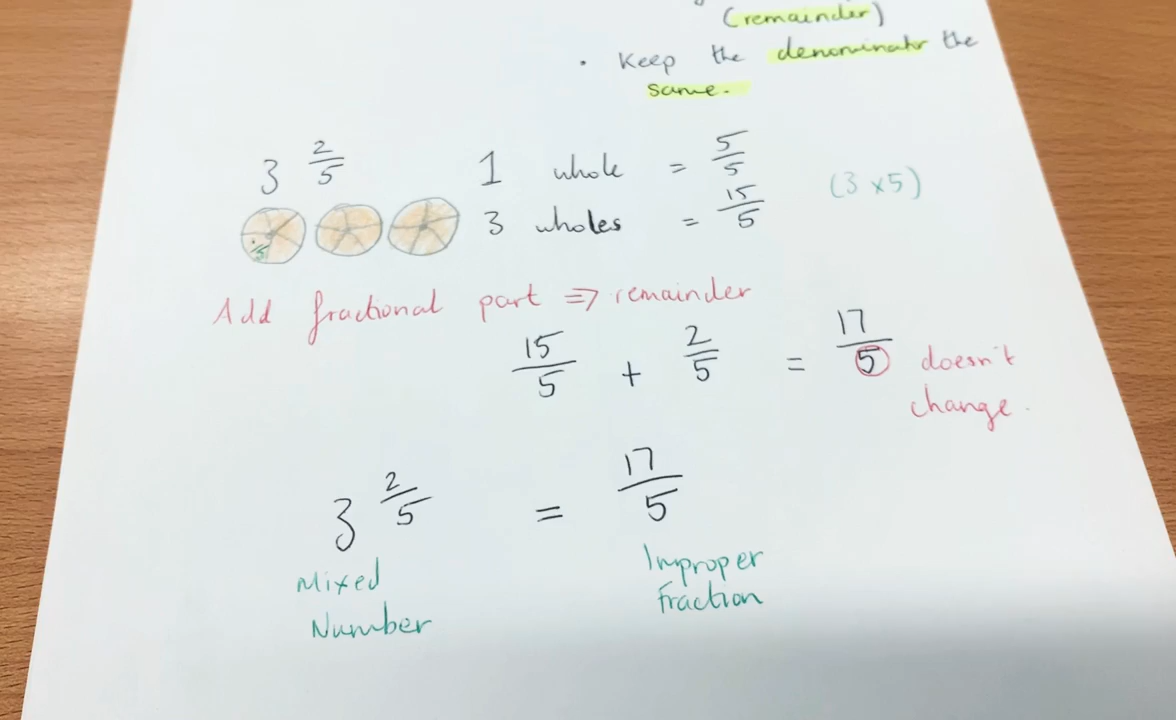 (remainder)
• Keep the denominator the
same.
3 2/5
1 whole = 5/5
3 wholes = 15/5 (3 x5)
Add fractional part => remainder
15/5 + 2/5 = 17/5 doesn't
change.
3 2/5 = 17/5
Mixed
Number
Improper
Fraction